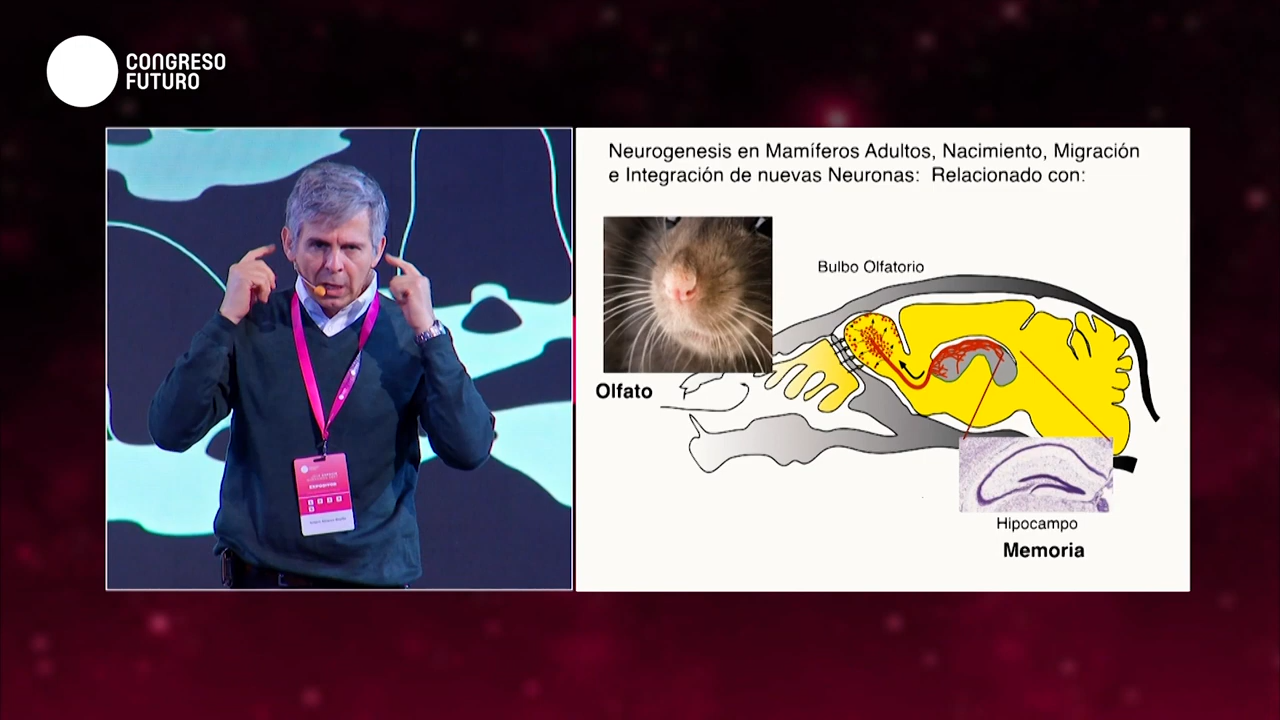 CONGRESO
FUTURO
Neurogenesis en Mamíferos Adultos, Nacimiento, Migración
e Integración de nuevas Neuronas: Relacionado con:
Bulbo Olfatorio
Olfato
EXPOSITOR
Hipocampo
Memoria